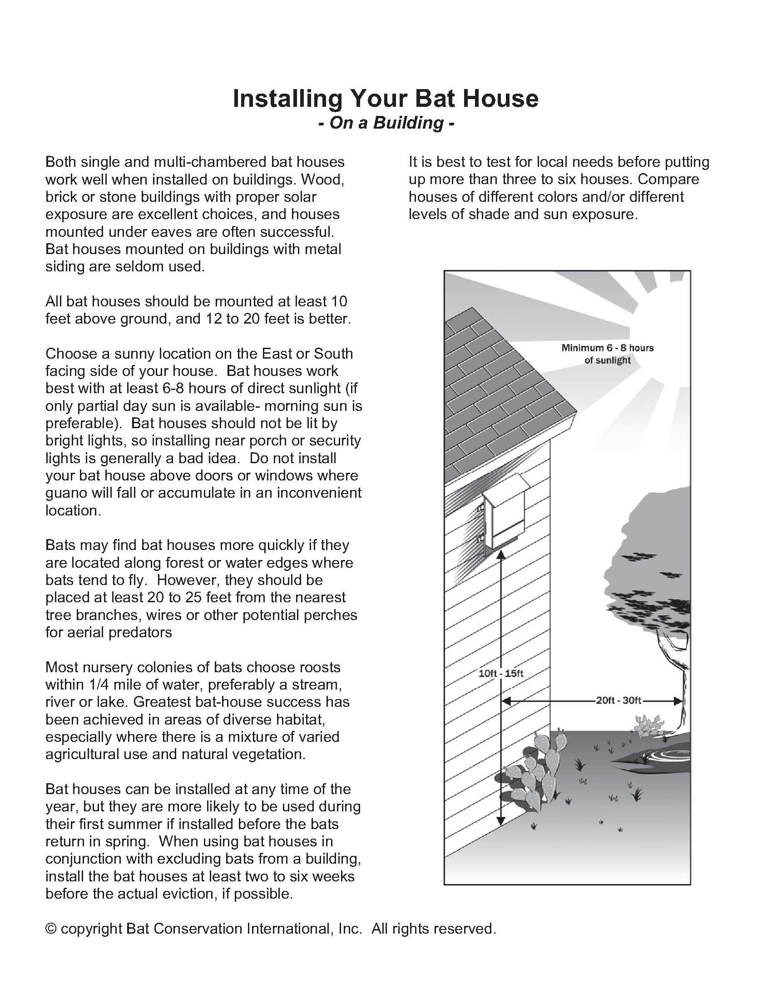 Installing Your Bat House
- On a Building -
Both single and multi-chambered bat houses
work well when installed on buildings. Wood,
brick or stone buildings with proper solar
exposure are excellent choices, and houses
mounted under eaves are often successful.
Bat houses mounted on buildings with metal
siding are seldom used.
All bat houses should be mounted at least 10
feet above ground, and 12 to 20 feet is better.
Choose a sunny location on the East or South
facing side of your house.  Bat houses work
best with at least 6-8 hours of direct sunlight (if
only partial day sun is available- morning sun is
preferable).  Bat houses should not be lit by
bright lights, so installing near porch or security
lights is generally a bad idea.  Do not install
your bat house above doors or windows where
guano will fall or accumulate in an inconvenient
location.
Bats may find bat houses more quickly if they
are located along forest or water edges where
bats tend to fly.  However, they should be
placed at least 20 to 25 feet from the nearest
tree branches, wires or other potential perches
for aerial predators
Most nursery colonies of bats choose roosts
within 1/4 mile of water, preferably a stream,
river or lake. Greatest bat-house success has
been achieved in areas of diverse habitat,
especially where there is a mixture of varied
agricultural use and natural vegetation.
Bat houses can be installed at any time of the
year, but they are more likely to be used during
their first summer if installed before the bats
return in spring.  When using bat houses in
conjunction with excluding bats from a building,
install the bat houses at least two to six weeks
before the actual eviction, if possible.
It is best to test for local needs before putting
up more than three to six houses. Compare
houses of different colors and/or different
levels of shade and sun exposure.
Minimum 6 - 8 hours
of sunlight
10ft - 15ft
20ft - 30ft
© copyright Bat Conservation International, Inc.  All rights reserved.